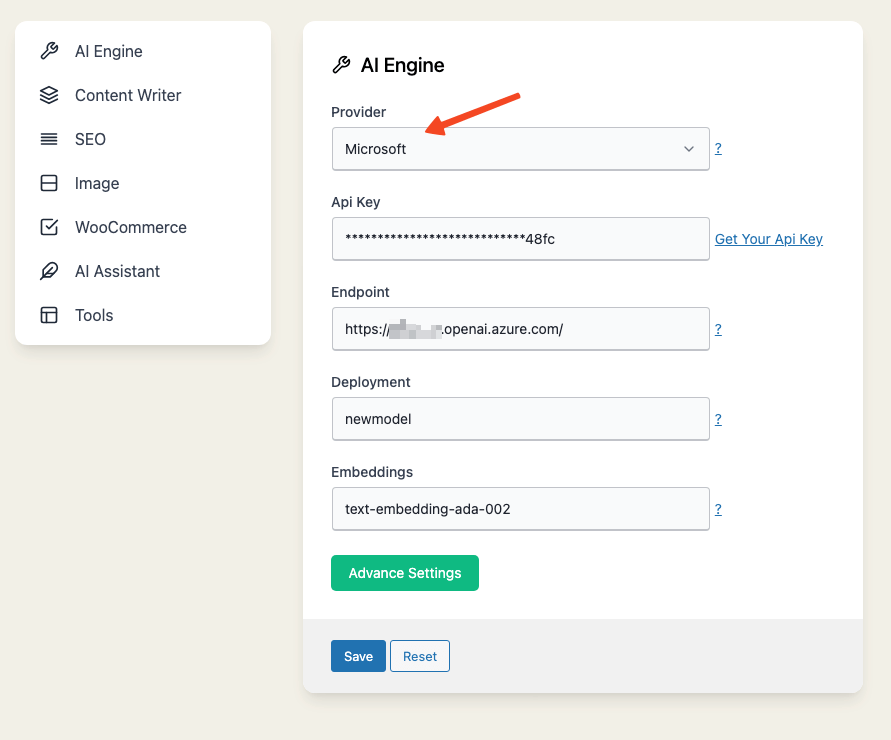 AI Engine
Content Writer
SEO
Image
WooCommerce
AI Assistant
Tools
AI Engine
Provider
Microsoft
?
Api Key
****************************48fc
Get Your Api Key
Endpoint
https:// .openai.azure.com/
?
Deployment
newmodel
?
Embeddings
text-embedding-ada-002
?
Advance Settings
Save Reset